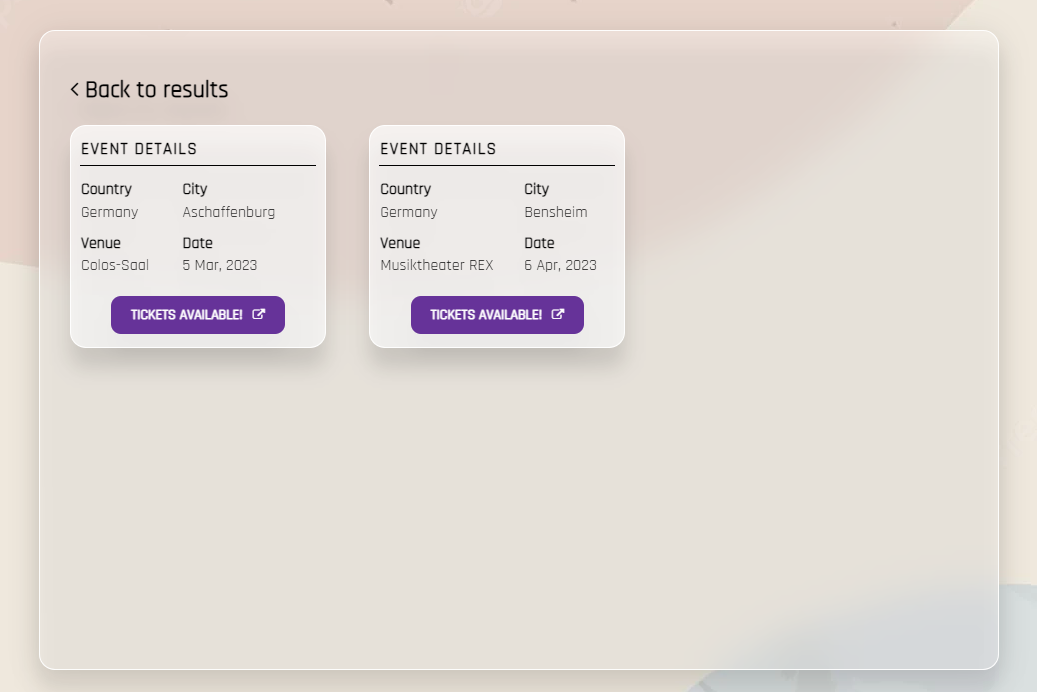 < Back to results
EVENT DETAILS
Country City
Germany Aschaffenburg
Venue Date
Colos-Saal 5 Mar, 2023
TICKETS AVAILABLE!
EVENT DETAILS
Country City
Germany Bensheim
Venue Date
Musiktheater REX 6 Apr, 2023
TICKETS AVAILABLE!